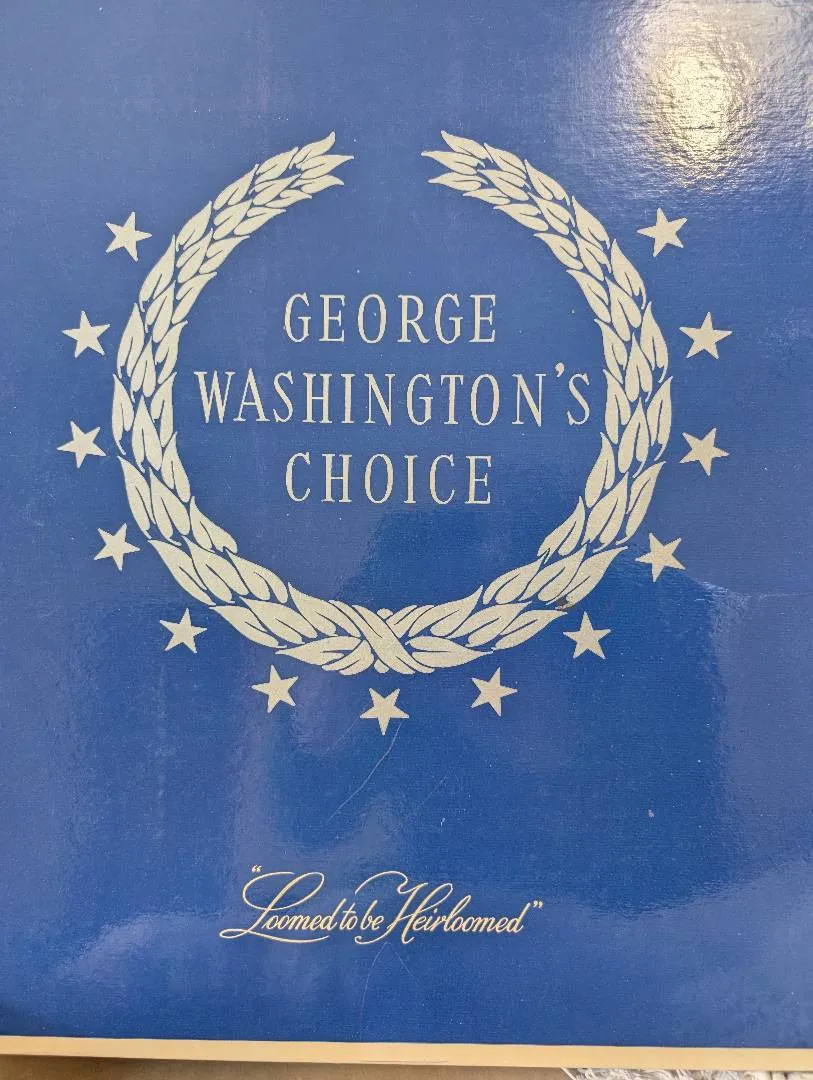 GEORGE
WASHINGTON'S
CHOICE
"Loomed to be Heirloomed"